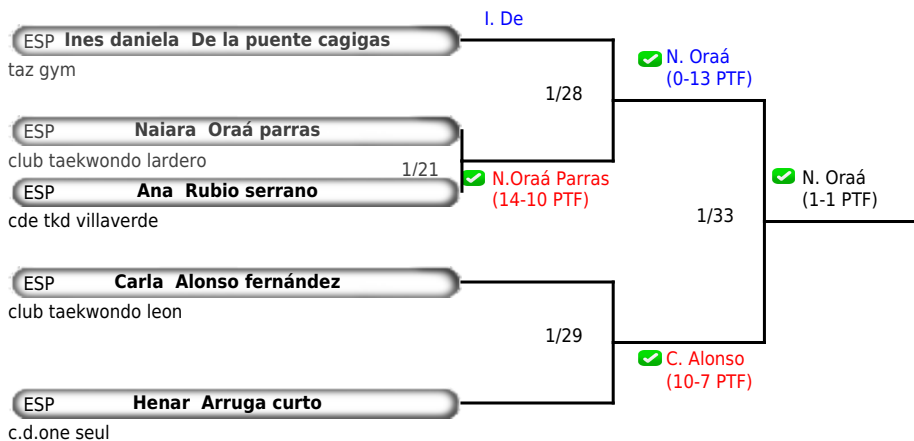 I. De
ESP Ines daniela De la puente cagigas
taz gym
N. Oraá
(0-13 PTF)
1/28
ESP Naiara Oraá parras
club taekwondo lardero
1/21
N.Oraá Parras
(14-10 PTF)
ESP Ana Rubio serrano
cde tkd villaverde
N. Oraá
(1-1 PTF)
1/33
ESP Carla Alonso fernández
club taekwondo leon
1/29
C. Alonso
(10-7 PTF)
ESP Henar Arruga curto
c.d.one seul